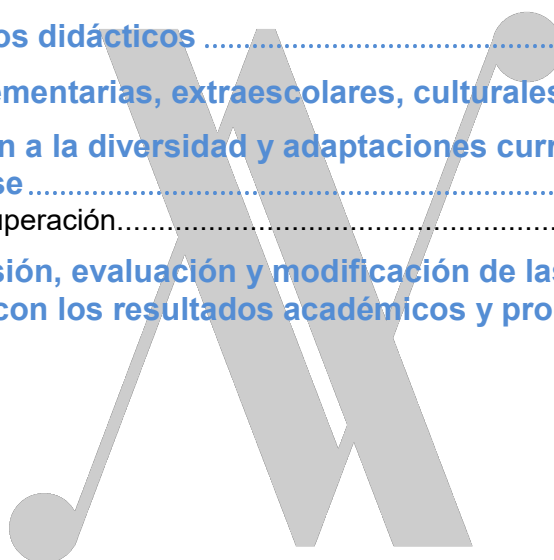 os didácticos ....................................................
ementarias, extraescolares, culturales
n a la diversidad y adaptaciones curr
se..............................................................................
uperación.................................................................
sión, evaluación y modificación de las
con los resultados académicos y pro